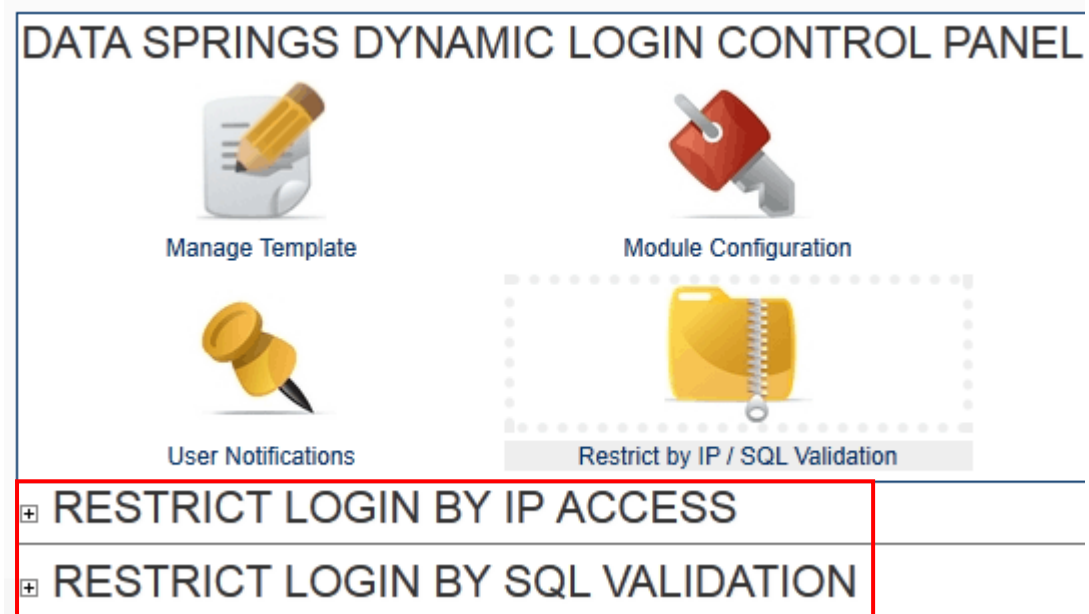 DATA SPRINGS DYNAMIC LOGIN CONTROL PANEL
Manage Template
Module Configuration
User Notifications
Restrict by IP / SQL Validation
RESTRICT LOGIN BY IP ACCESS
RESTRICT LOGIN BY SQL VALIDATION